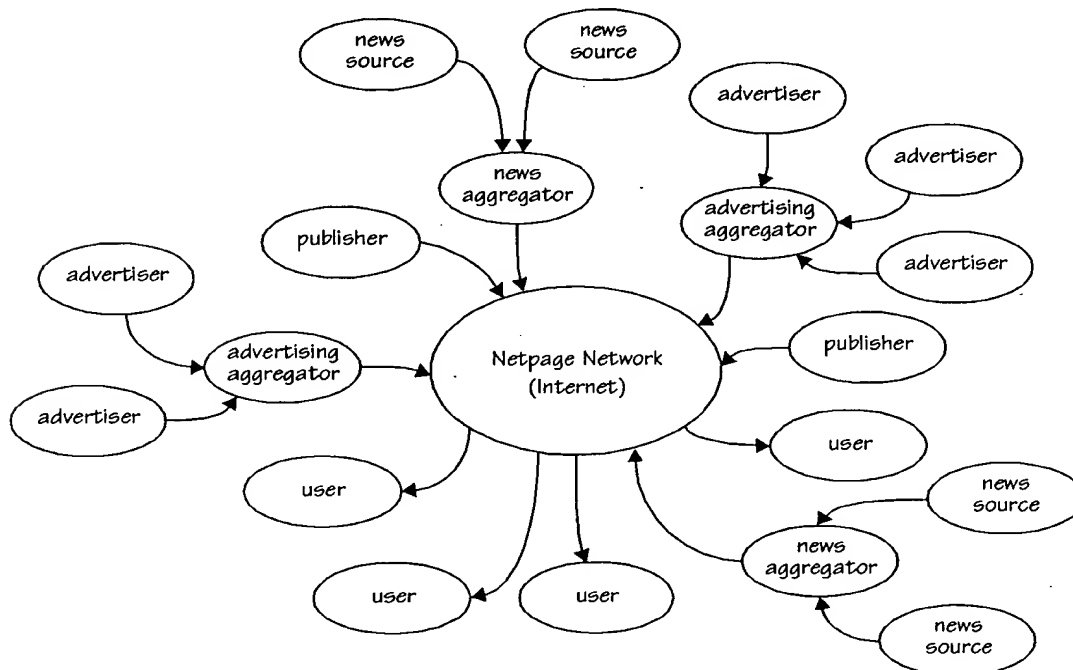 news
source
news
source
advertiser
advertiser
news
aggregator
advertising
aggregator
publisher
advertiser
advertiser
Netpage Network
(Internet)
publisher
advertising
aggregator
advertiser
user
user
news
source
news
aggregator
user
user
news
source